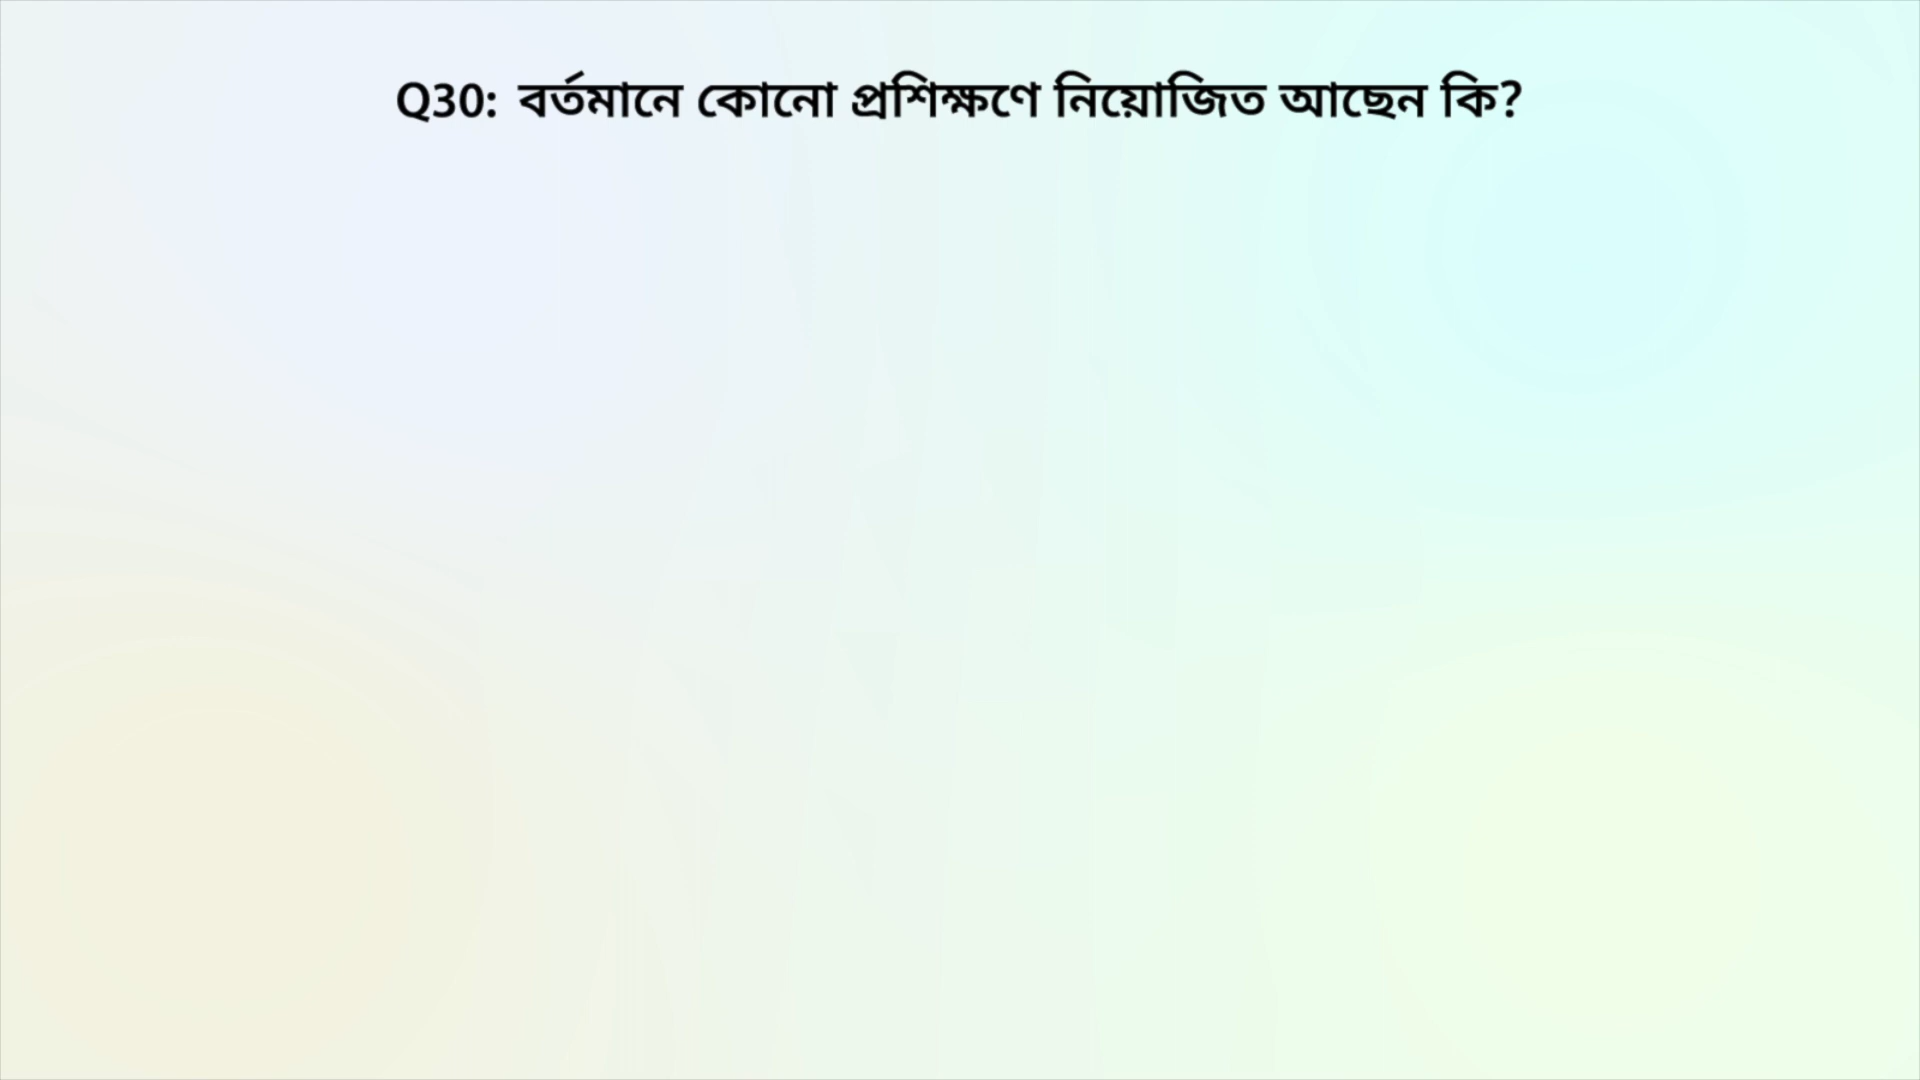 Q30: বর্তমানে কোনো প্রশিক্ষণে নিয়োজিত আছেন কি?